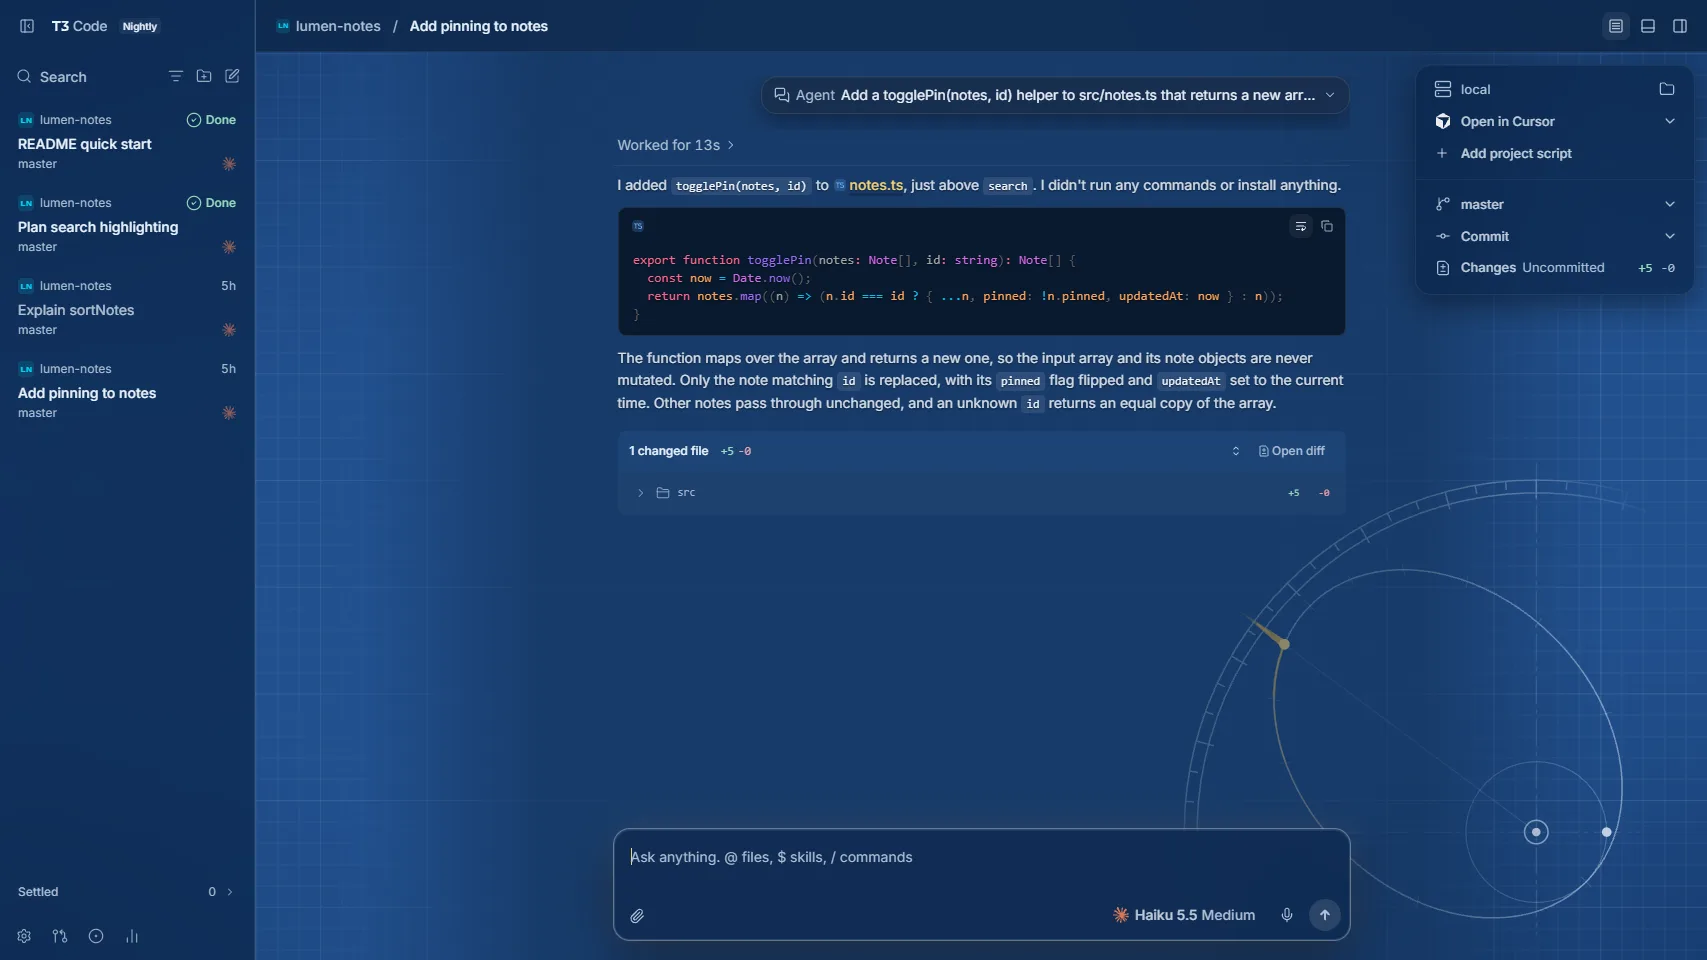 T3 Code Nightly
Search
LN lumen-notes Done
README quick start
master
LN lumen-notes Done
Plan search highlighting
master
LN lumen-notes 5h
Explain sortNotes
master
LN lumen-notes 5h
Add pinning to notes
master
Settled 0
LN lumen-notes / Add pinning to notes
Agent Add a togglePin(notes, id) helper to src/notes.ts that returns a new arr...
Worked for 13s
I added togglePin(notes, id) to TS notes.ts, just above search. I didn't run any commands or install anything.
TS
export function togglePin(notes: Note[], id: string): Note[] {
const now = Date.now();
return notes.map((n) => (n.id === id ? { ...n, pinned: !n.pinned, updatedAt: now } : n));
}
The function maps over the array and returns a new one, so the input array and its note objects are never
mutated. Only the note matching id is replaced, with its pinned flag flipped and updatedAt set to the current
time. Other notes pass through unchanged, and an unknown id returns an equal copy of the array.
1 changed file +5 -0 Open diff
src +5 -0
Ask anything. @ files, $ skills, / commands
Haiku 5.5 Medium
local
Open in Cursor
Add project script
master
Commit
Changes Uncommitted +5 -0